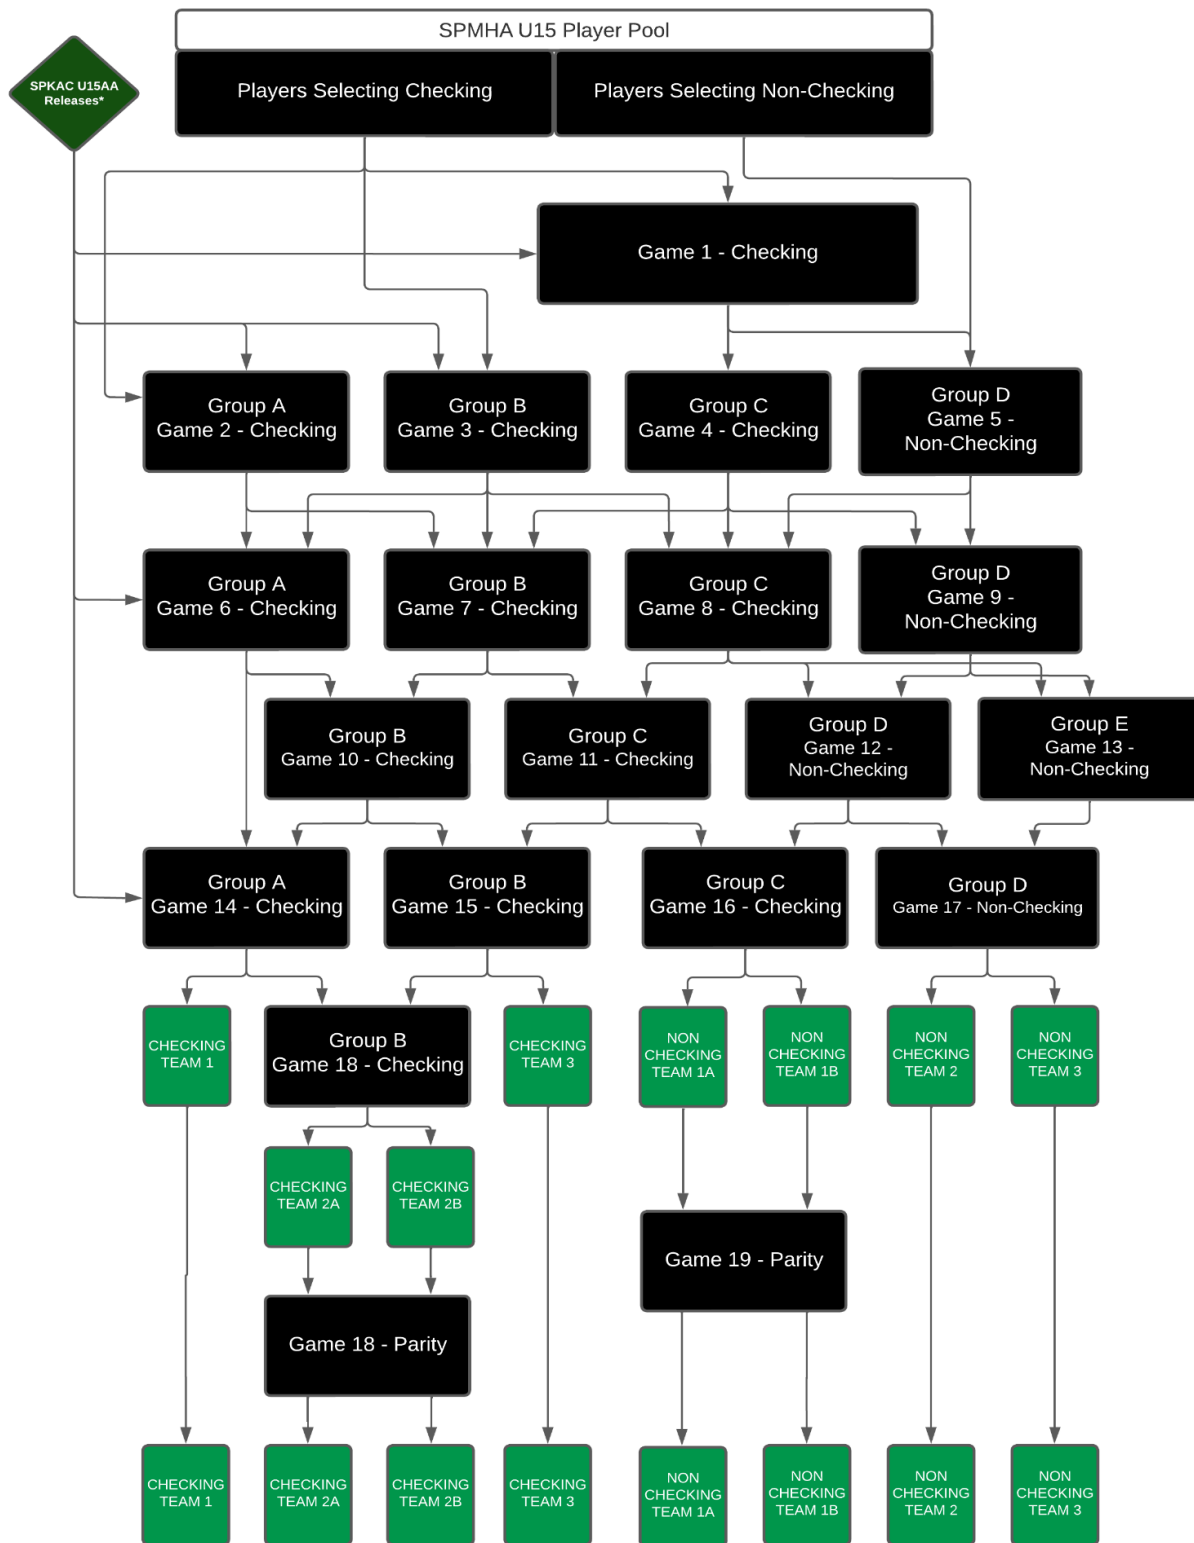 SPMHA U15 Player Pool
SPKAC U15AA
Releases*
Players Selecting Checking
Players Selecting Non-Checking
Game 1 - Checking
Group A
Game 2 - Checking
Group B
Game 3 - Checking
Group C
Game 4 - Checking
Group D
Game 5 -
Non-Checking
Group A
Game 6 - Checking
Group B
Game 7 - Checking
Group C
Game 8 - Checking
Group D
Game 9 -
Non-Checking
Group B
Game 10 - Checking
Group C
Game 11 - Checking
Group D
Game 12 -
Non-Checking
Group E
Game 13 -
Non-Checking
Group A
Game 14 - Checking
Group B
Game 15 - Checking
Group C
Game 16 - Checking
Group D
Game 17 - Non-Checking
CHECKING
TEAM 1
Group B
Game 18 - Checking
CHECKING
TEAM 3
NON
CHECKING
TEAM 1A
NON
CHECKING
TEAM 1B
NON
CHECKING
TEAM 2
NON
CHECKING
TEAM 3
CHECKING
TEAM 2A
CHECKING
TEAM 2B
Game 19 - Parity
Game 18 - Parity
CHECKING
TEAM 1
CHECKING
TEAM 2A
CHECKING
TEAM 2B
CHECKING
TEAM 3
NON
CHECKING
TEAM 1A
NON
CHECKING
TEAM 1B
NON
CHECKING
TEAM 2
NON
CHECKING
TEAM 3